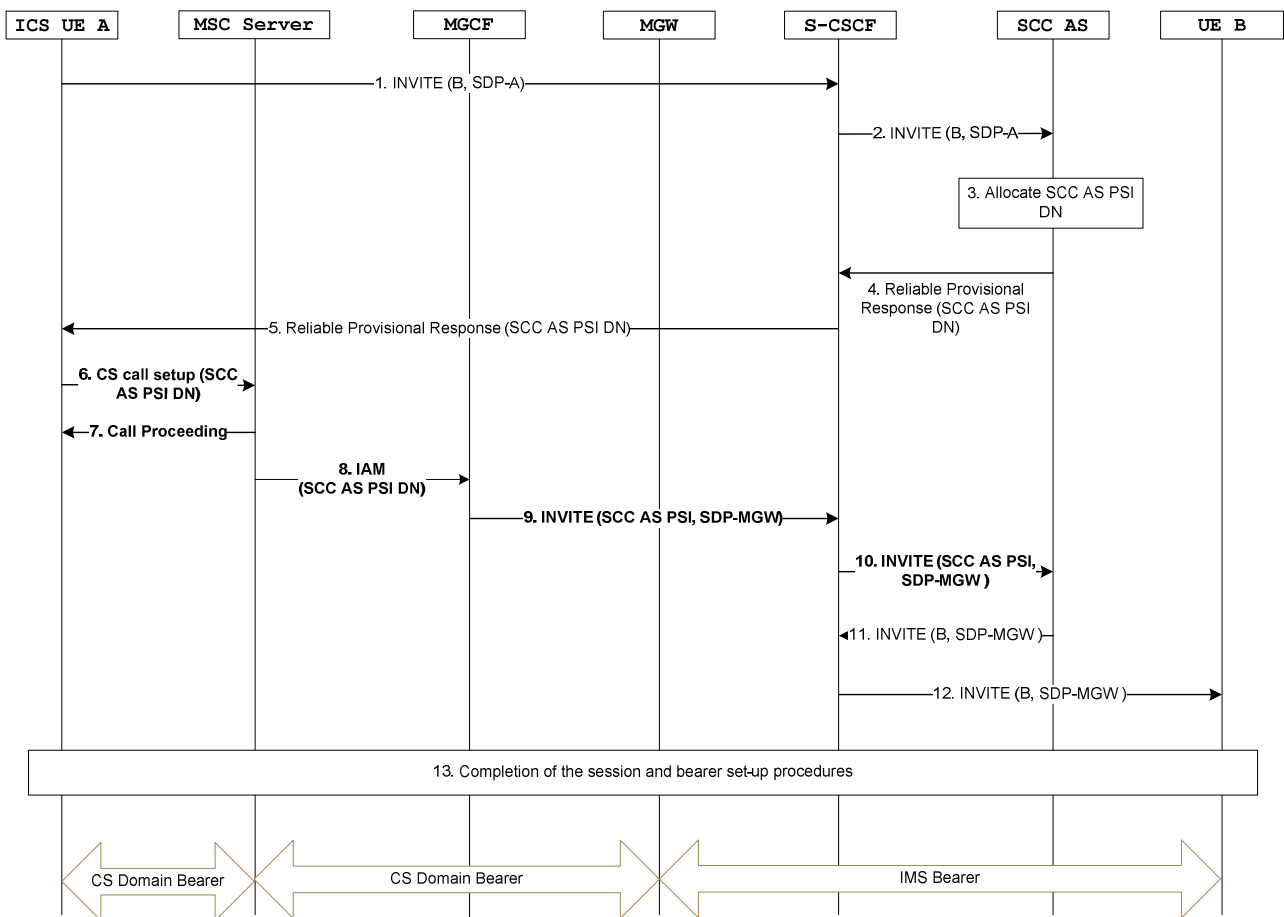 ICS UE A
MSC Server
MGCF
MGW
S-CSCF
SCC AS
UE B
1. INVITE (B, SDP-A)
2. INVITE (B, SDP-A
3. Allocate SCC AS PSI
DN
4. Reliable Provisional
Response (SCC AS PSI
DN)
5. Reliable Provisional Response (SCC AS PSI DN)
6. CS call setup (SCC
AS PSI DN)
7. Call Proceeding
8. IAM
(SCC AS PSI DN)
9. INVITE (SCC AS PSI, SDP-MGW)
10. INVITE (SCC AS PSI,
SDP-MGW )
11. INVITE (B, SDP-MGW )
12. INVITE (B, SDP-MGW )
13. Completion of the session and bearer set-up procedures
CS Domain Bearer
CS Domain Bearer
IMS Bearer